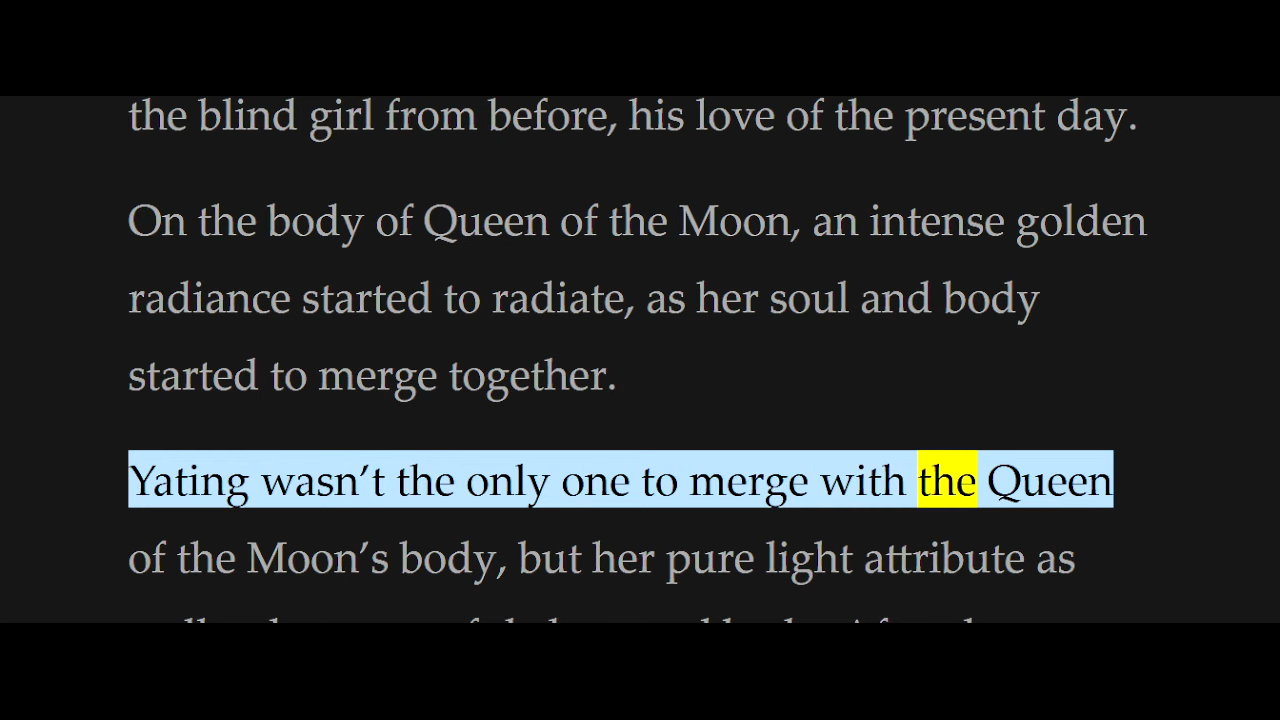 the blind girl from before, his love of the present day.
On the body of Queen of the Moon, an intense golden
radiance started to radiate, as her soul and body
started to merge together.
Yating wasn’t the only one to merge with the Queen
of the Moon’s body, but her pure light attribute as